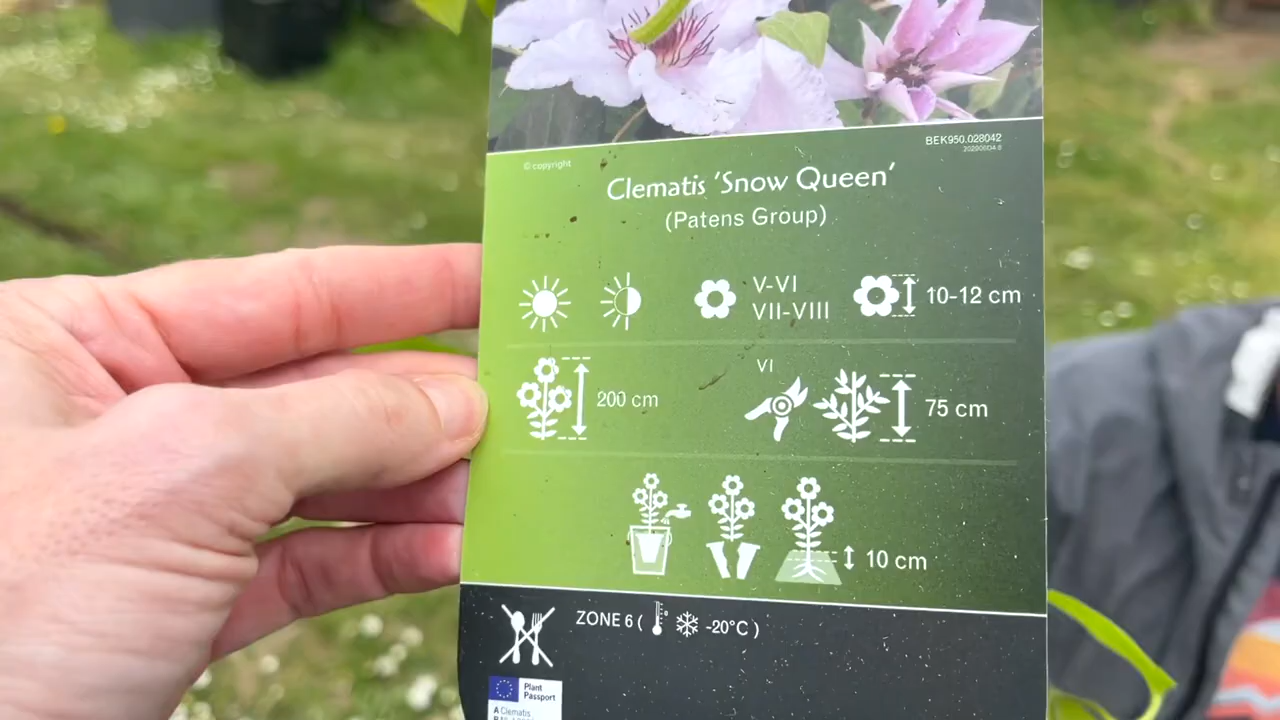 BEK950.028042
© copyright
Clematis 'Snow Queen'
(Patens Group)
V-VI
VII-VIII
10-12 cm
200 cm
VI
75 cm
10 cm
ZONE 6 ( -20°C )
Plant
Passport
A Clematis